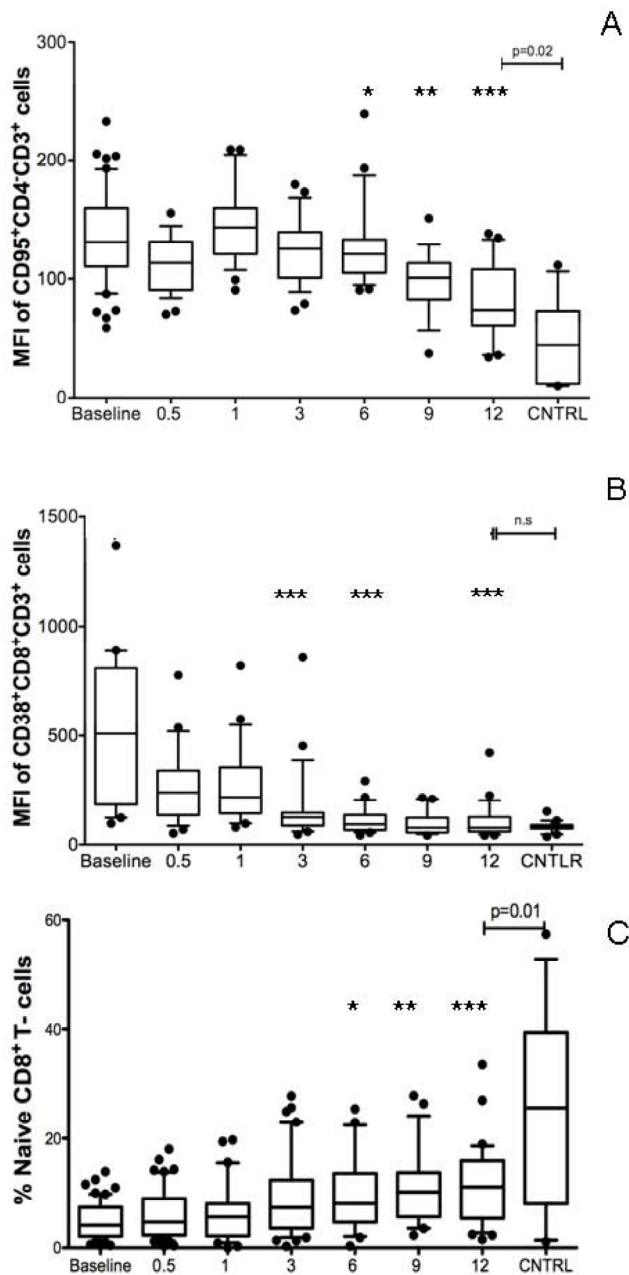 A
p=0.02
* ** ***
300
200
100
0
MFI of CD95⁺CD4⁻CD3⁺ cells
Baseline 0.5 1 3 6 9 12 CNTRL
B
n.s
*** *** ***
1500
1000
500
0
MFI of CD38⁺CD8⁺CD3⁺ cells
Baseline 0.5 1 3 6 9 12 CNTLR
C
p=0.01
* ** ***
60
40
20
0
% Naive CD8⁺ T- cells
Baseline 0.5 1 3 6 9 12 CNTRL